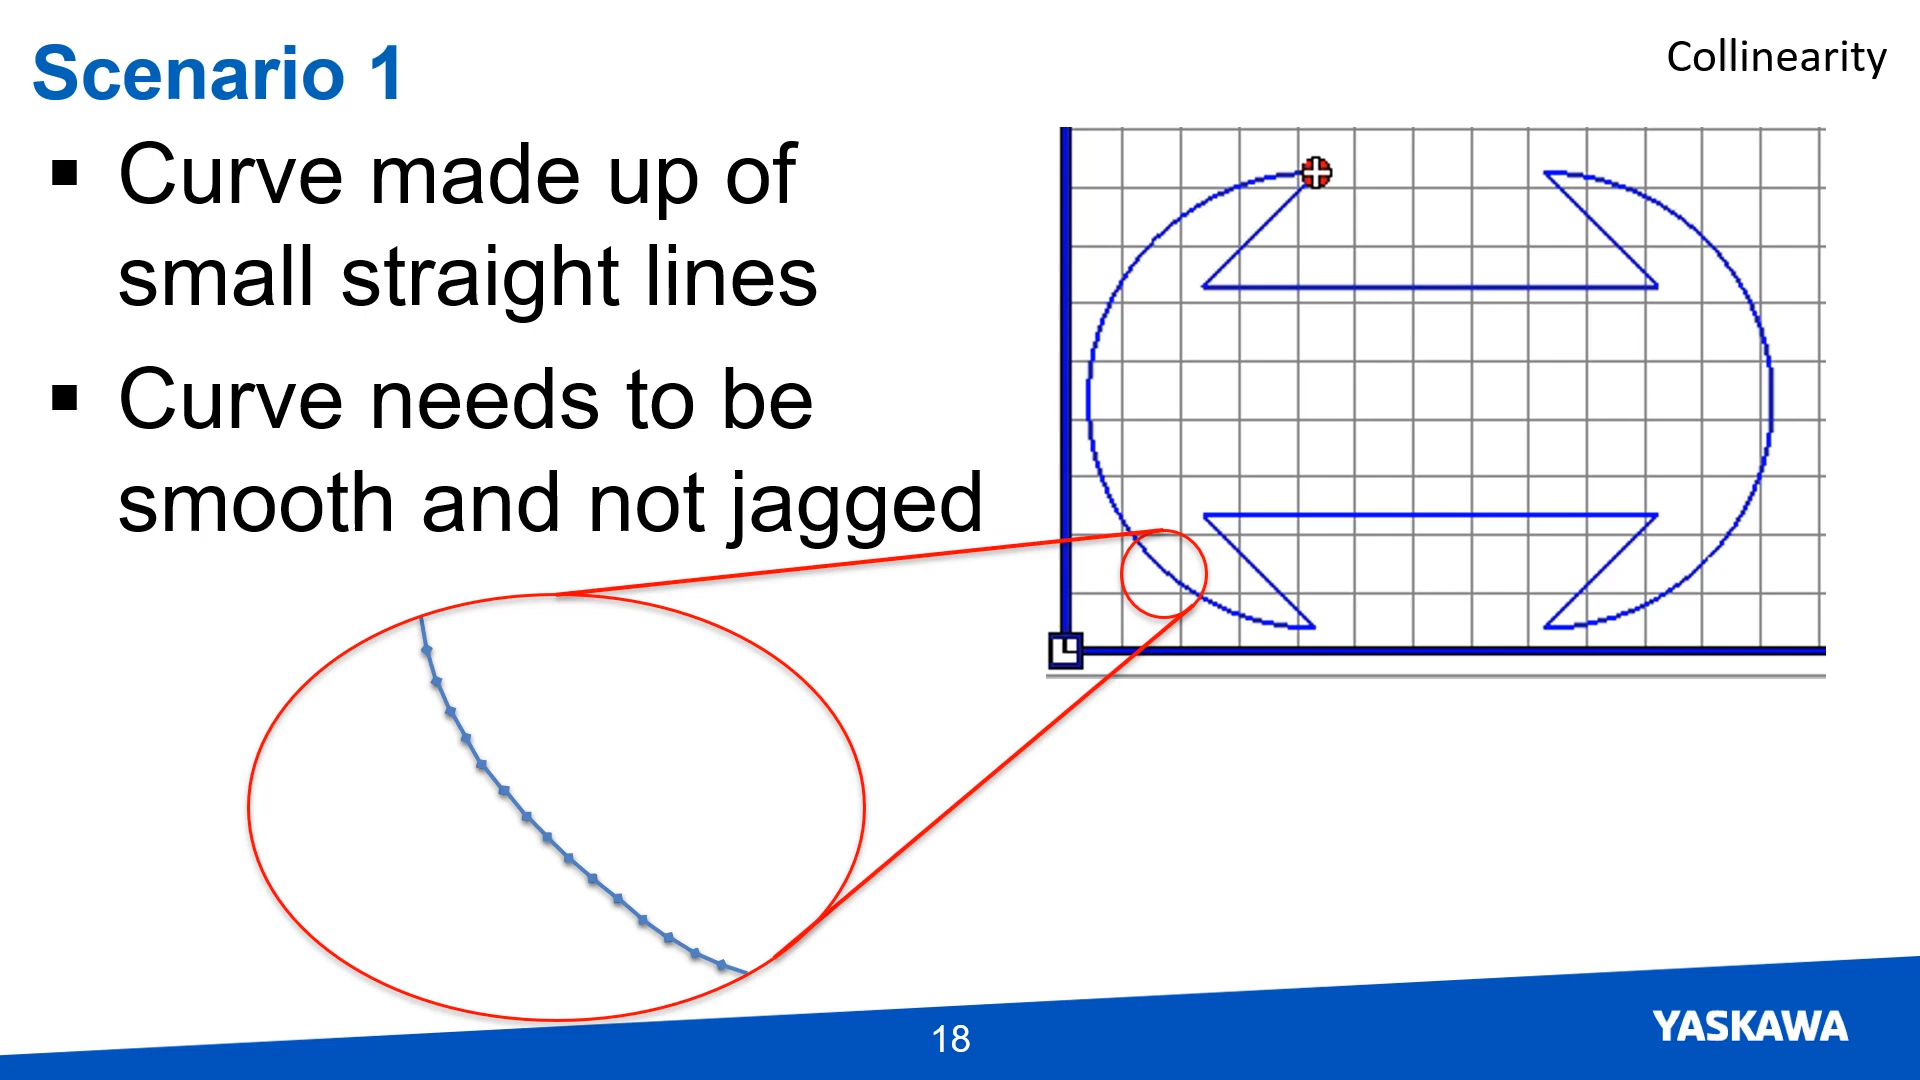 Scenario 1
Collinearity
▪ Curve made up of
small straight lines
▪ Curve needs to be
smooth and not jagged
18
YASKAWA